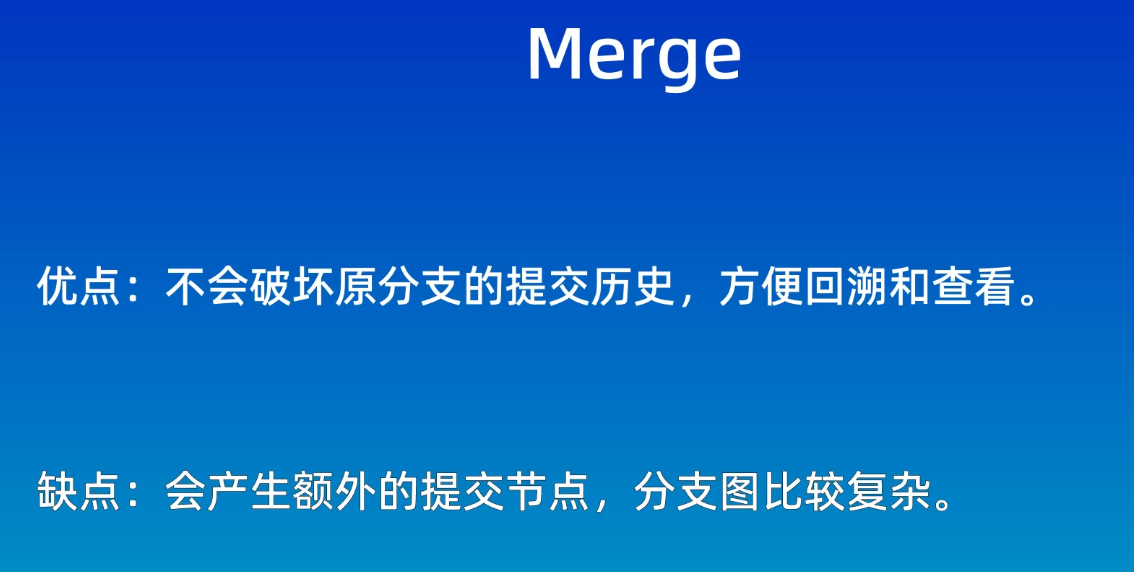 Merge
优点：不会破坏原分支的提交历史，方便回溯和查看。
缺点：会产生额外的提交节点，分支图比较复杂。